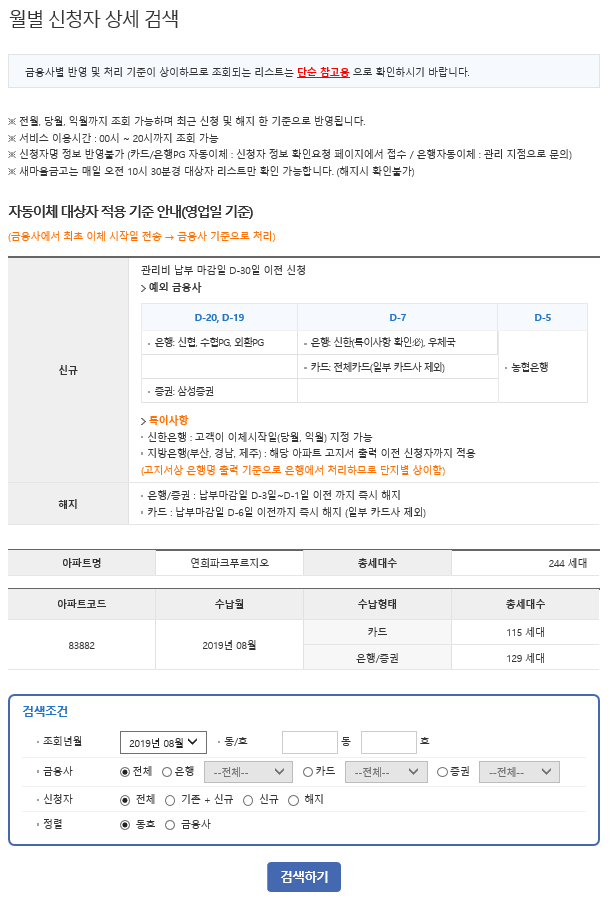 월별 신청자 상세 검색
금융사별 반영 및 처리 기준이 상이하므로 조회되는 리스트는 단순 참고용 으로 확인하시기 바랍니다.
※ 전월, 당월, 익월까지 조회 가능하며 최근 신청 및 해지 한 기준으로 반영됩니다.
※ 서비스 이용시간 : 00시 ~ 20시까지 조회 가능
※ 신청자명 정보 반영불가 (카드/은행PG 자동이체 : 신청자 정보 확인요청 페이지에서 접수 / 은행자동이체 : 관리 지점으로 문의)
※ 새마을금고는 매일 오전 10시 30분경 대상자 리스트만 확인 가능합니다. (해지시 확인불가)
자동이체 대상자 적용 기준 안내(영업일 기준)
(금융사에서 최초 이체 시작일 전송 → 금융사 기준으로 처리)
신규
관리비 납부 마감일 D-30일 이전 신청
> 예외 금융사
D-20, D-19 D-7 D-5
· 은행: 신협, 수협PG, 외환PG · 은행: 신한(특이사항 확인必), 우체국
· 카드: 전체카드(일부 카드사 제외) · 농협은행
· 증권: 삼성증권
> 특이사항
· 신한은행 : 고객이 이체시작일(당월, 익월) 지정 가능
· 지방은행(부산, 경남, 제주) : 해당 아파트 고지서 출력 이전 신청자까지 적용
(고지서상 은행명 출력 기준으로 은행에서 처리하므로 단지별 상이함)
해지
· 은행/증권 : 납부마감일 D-3일~D-1일 이전 까지 즉시 해지
· 카드 : 납부마감일 D-6일 이전까지 즉시 해지 (일부 카드사 제외)
아파트명 연희파크푸르지오 총세대수 244 세대
아파트코드 수납월 수납형태 총세대수
83882 2019년 08월 카드 115 세대
은행/증권 129 세대
검색조건
· 조회년월 2019년 08월 · 동/호 동 호
· 금융사 전체 은행 --전체-- 카드 --전체-- 증권 --전체--
· 신청자 전체 기존 + 신규 신규 해지
· 정렬 동호 금융사
검색하기